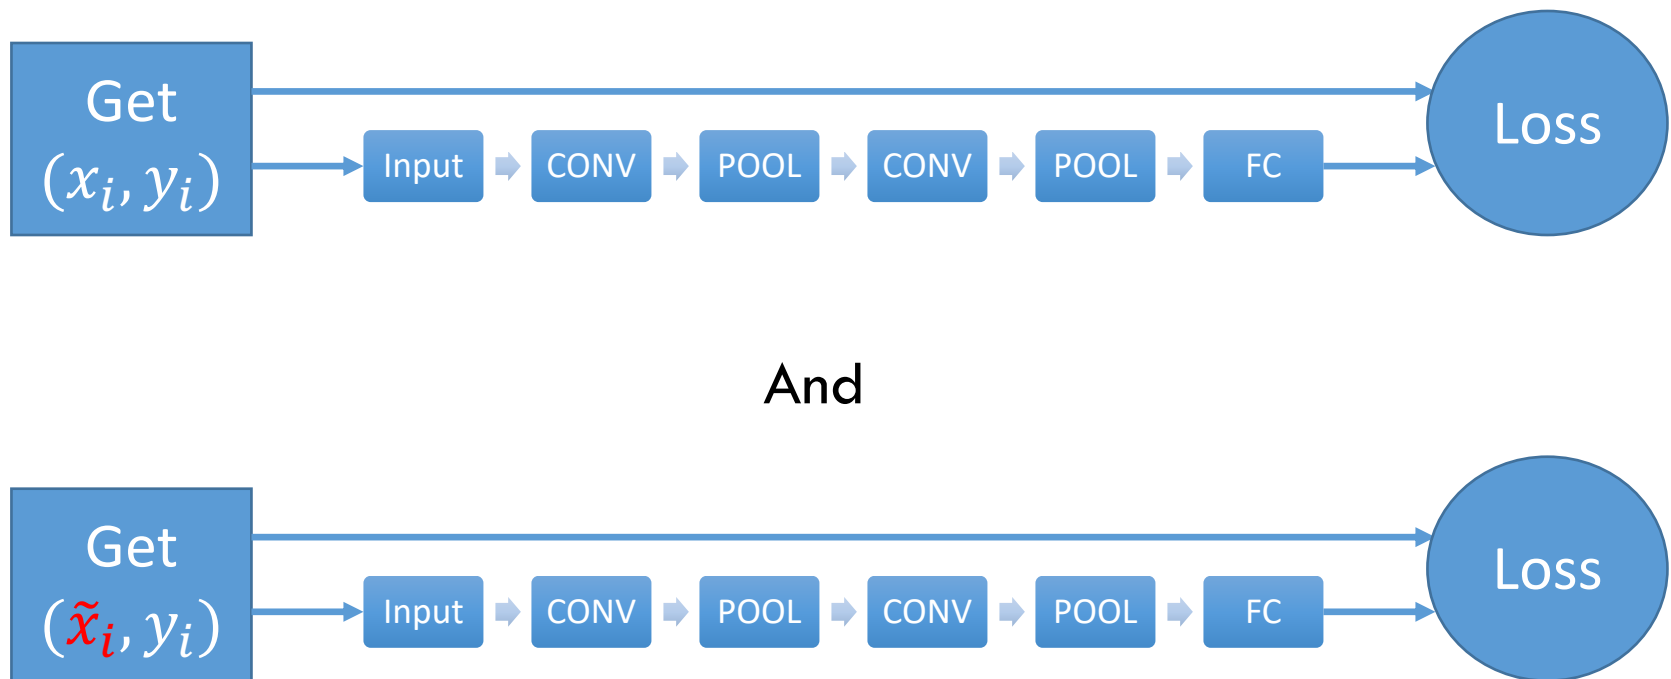 Get
(xᵢ, yᵢ)
Input
CONV
POOL
CONV
POOL
FC
Loss
And
Get
(x̃ᵢ, yᵢ)
Input
CONV
POOL
CONV
POOL
FC
Loss